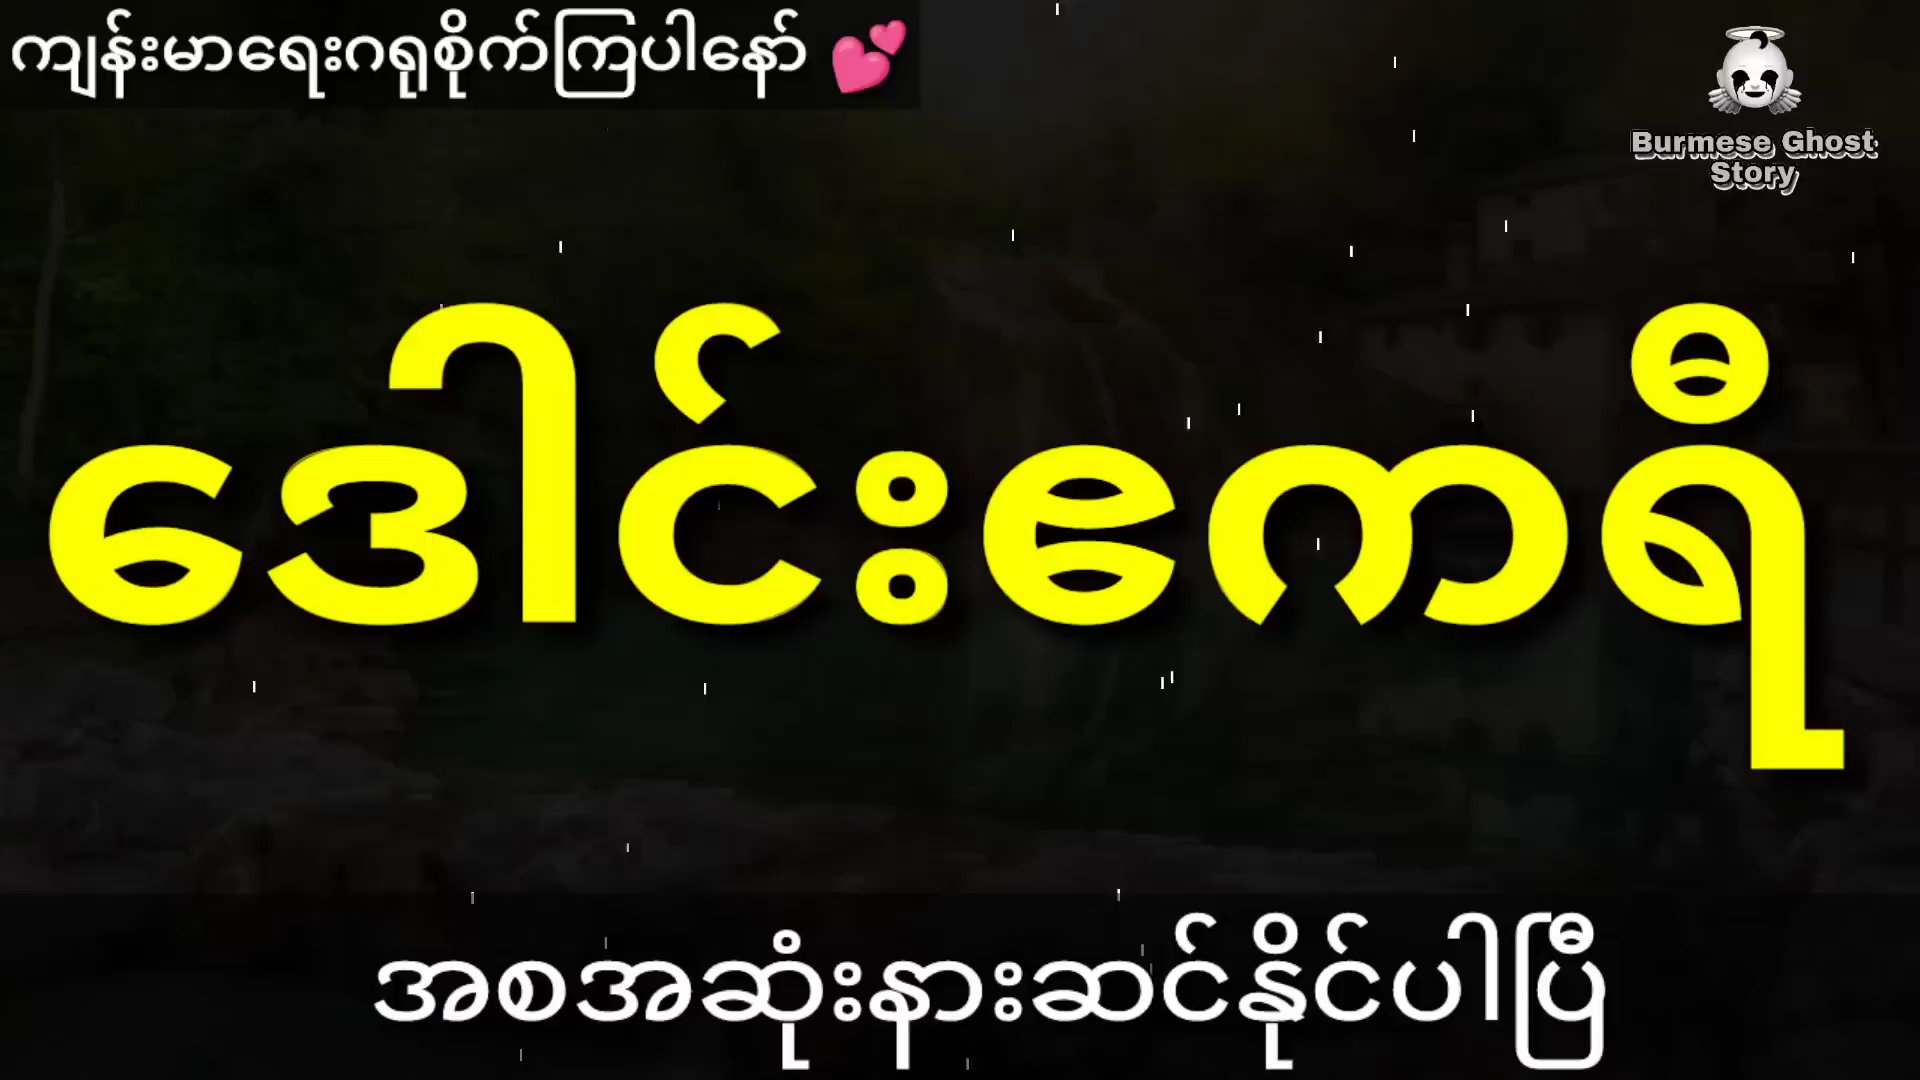 ကျန်းမာရေးဂရုစိုက်ကြပါနော် 💕
Burmese Ghost
Story
ဒေါင်းကေရီ
အစအဆုံးနားဆင်နိုင်ပါပြီ